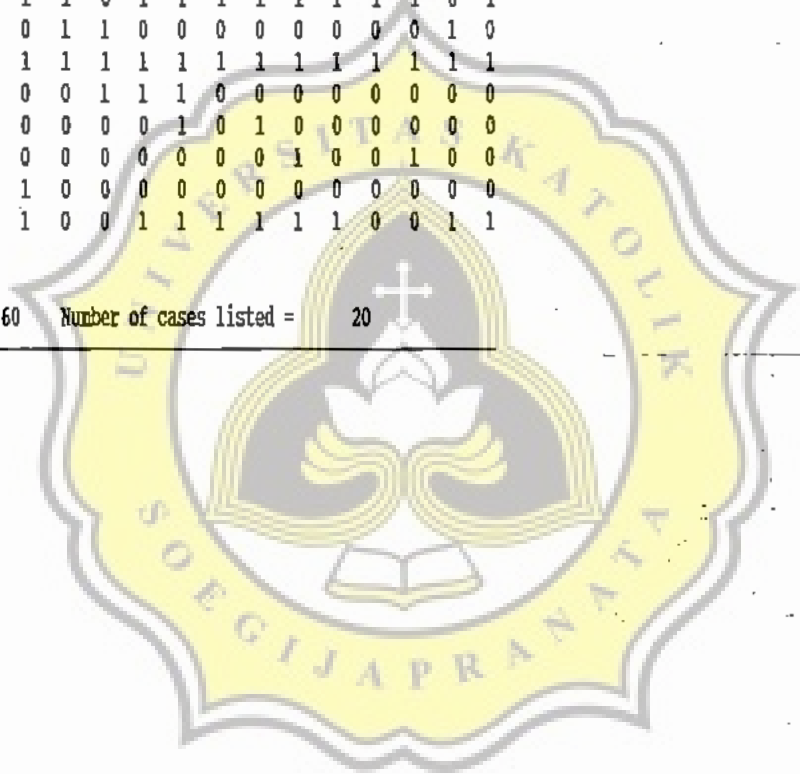 0 1 1 0 0 0 0 0 0 0 0 1 0
1 1 1 1 1 1 1 1 1 1 1 1 1
0 0 1 1 1 0 0 0 0 0 0 0 0
0 0 0 0 1 0 1 0 0 0 0 0 0
0 0 0 0 0 0 0 1 0 0 1 0 0
1 0 0 0 0 0 0 0 0 0 0 0 0
1 0 0 1 1 1 1 1 1 0 0 1 1
60 Number of cases listed = 20
UNIVERSITAS KATOLIK
SOEGIJAPRANATA